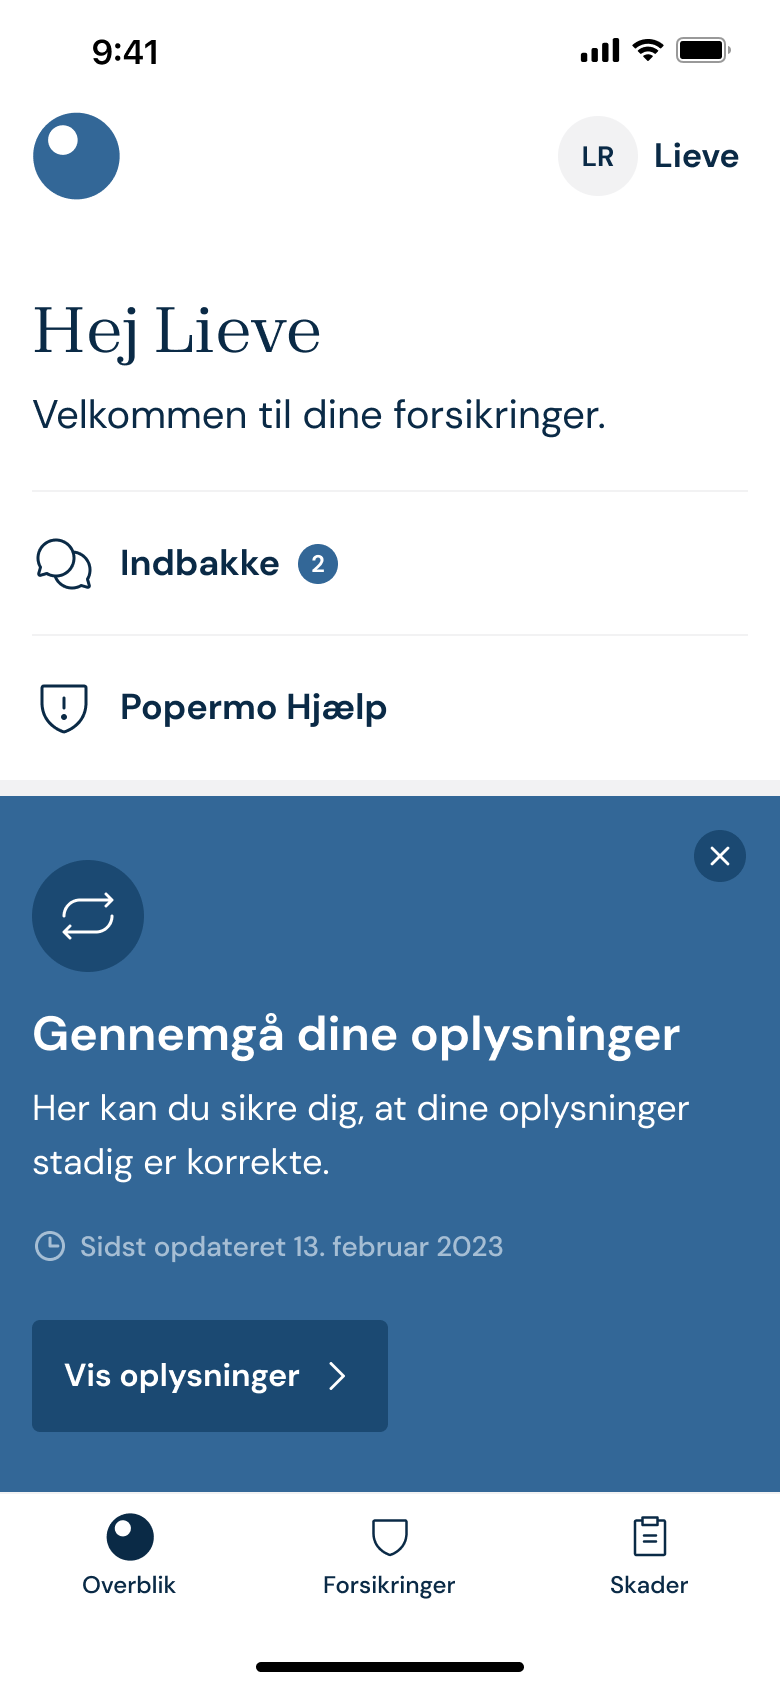 9:41
LR Lieve
Hej Lieve
Velkommen til dine forsikringer.
Indbakke 2
Popermo Hjælp
Gennemgå dine oplysninger
Her kan du sikre dig, at dine oplysninger
stadig er korrekte.
Sidst opdateret 13. februar 2023
Vis oplysninger
Overblik Forsikringer Skader